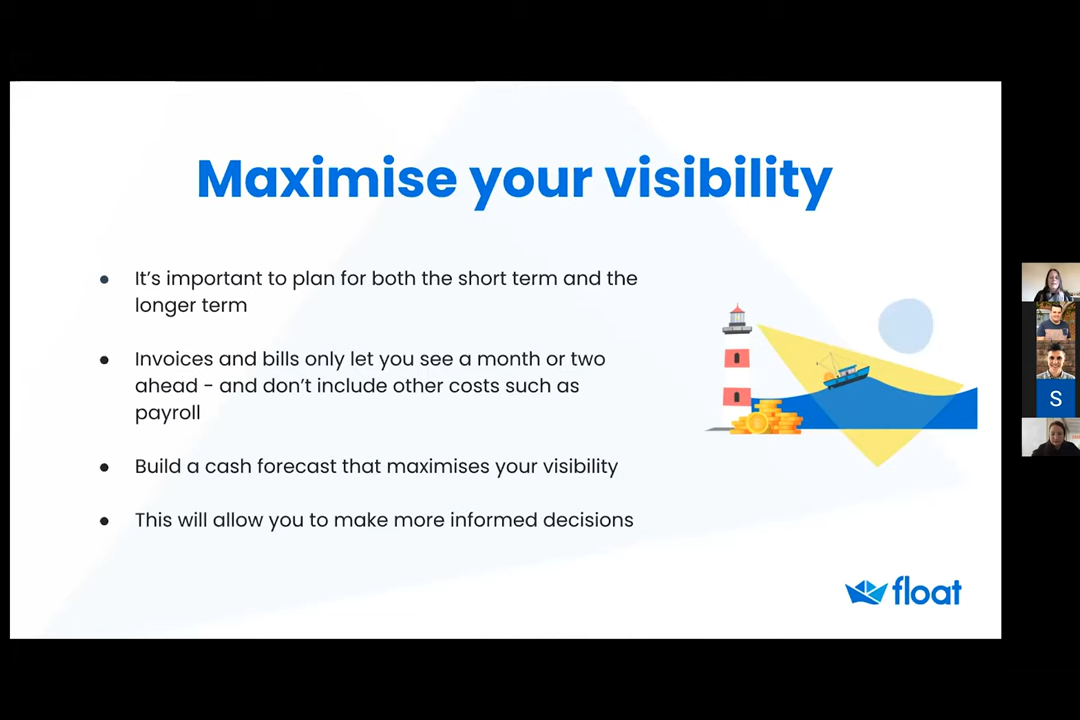 Maximise your visibility
● It’s important to plan for both the short term and the
longer term
● Invoices and bills only let you see a month or two
ahead - and don’t include other costs such as
payroll
● Build a cash forecast that maximises your visibility
● This will allow you to make more informed decisions
float
S